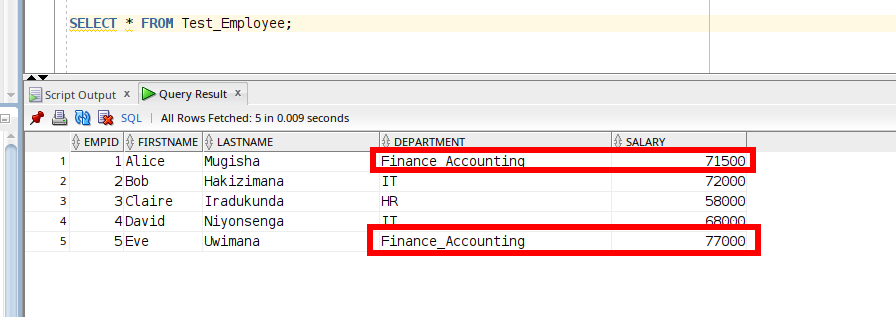 SELECT * FROM Test_Employee;
Script Output x Query Result x
SQL | All Rows Fetched: 5 in 0.009 seconds
EMPID FIRSTNAME LASTNAME DEPARTMENT SALARY
1 1 Alice Mugisha Finance_Accounting 71500
2 2 Bob Hakizimana IT 72000
3 3 Claire Iradukunda HR 58000
4 4 David Niyonsenga IT 68000
5 5 Eve Uwimana Finance_Accounting 77000